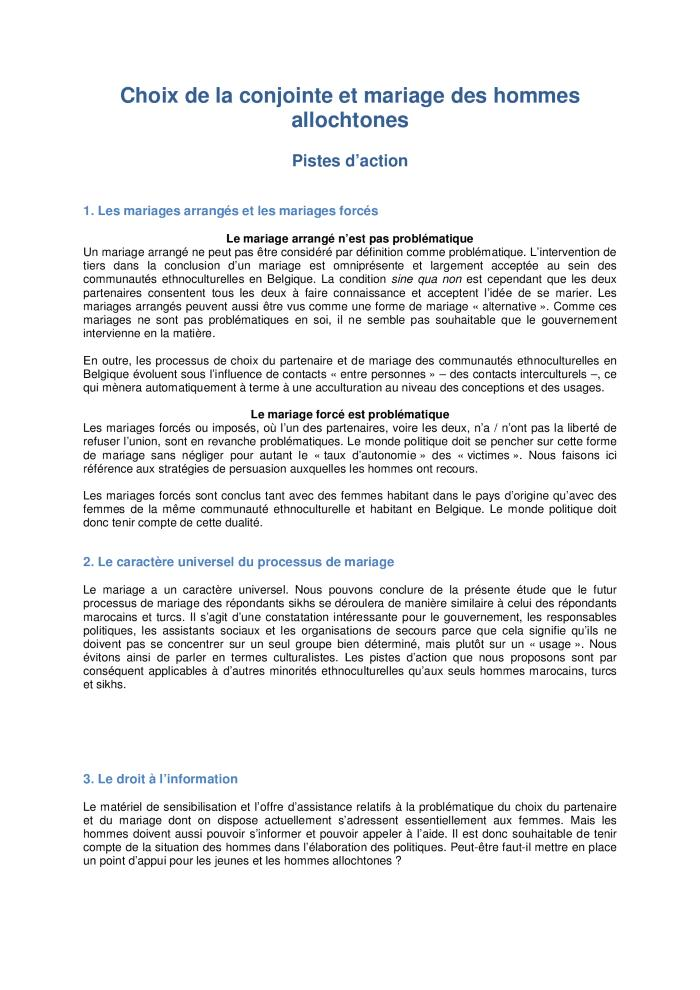 Choix de la conjointe et mariage des hommes
allochtones
Pistes d’action
1. Les mariages arrangés et les mariages forcés
Le mariage arrangé n’est pas problématique
Un mariage arrangé ne peut pas être considéré par définition comme problématique. L’intervention de
tiers dans la conclusion d’un mariage est omniprésente et largement acceptée au sein des
communautés ethnoculturelles en Belgique. La condition sine qua non est cependant que les deux
partenaires consentent tous les deux à faire connaissance et acceptent l’idée de se marier. Les
mariages arrangés peuvent aussi être vus comme une forme de mariage « alternative ». Comme ces
mariages ne sont pas problématiques en soi, il ne semble pas souhaitable que le gouvernement
intervienne en la matière.
En outre, les processus de choix du partenaire et de mariage des communautés ethnoculturelles en
Belgique évoluent sous l’influence de contacts « entre personnes » – des contacts interculturels –, ce
qui mènera automatiquement à terme à une acculturation au niveau des conceptions et des usages.
Le mariage forcé est problématique
Les mariages forcés ou imposés, où l’un des partenaires, voire les deux, n’a / n’ont pas la liberté de
refuser l’union, sont en revanche problématiques. Le monde politique doit se pencher sur cette forme
de mariage sans négliger pour autant le « taux d’autonomie » des « victimes ». Nous faisons ici
référence aux stratégies de persuasion auxquelles les hommes ont recours.
Les mariages forcés sont conclus tant avec des femmes habitant dans le pays d’origine qu’avec des
femmes de la même communauté ethnoculturelle et habitant en Belgique. Le monde politique doit
donc tenir compte de cette dualité.
2. Le caractère universel du processus de mariage
Le mariage a un caractère universel. Nous pouvons conclure de la présente étude que le futur
processus de mariage des répondants sikhs se déroulera de manière similaire à celui des répondants
marocains et turcs. Il s’agit d’une constatation intéressante pour le gouvernement, les responsables
politiques, les assistants sociaux et les organisations de secours parce que cela signifie qu’ils ne
doivent pas se concentrer sur un seul groupe bien déterminé, mais plutôt sur un « usage ». Nous
évitons ainsi de parler en termes culturalistes. Les pistes d’action que nous proposons sont par
conséquent applicables à d’autres minorités ethnoculturelles qu’aux seuls hommes marocains, turcs
et sikhs.
3. Le droit à l’information
Le matériel de sensibilisation et l’offre d’assistance relatifs à la problématique du choix du partenaire
et du mariage dont on dispose actuellement s’adressent essentiellement aux femmes. Mais les
hommes doivent aussi pouvoir s’informer et pouvoir appeler à l’aide. Il est donc souhaitable de tenir
compte de la situation des hommes dans l’élaboration des politiques. Peut-être faut-il mettre en place
un point d’appui pour les jeunes et les hommes allochtones ?